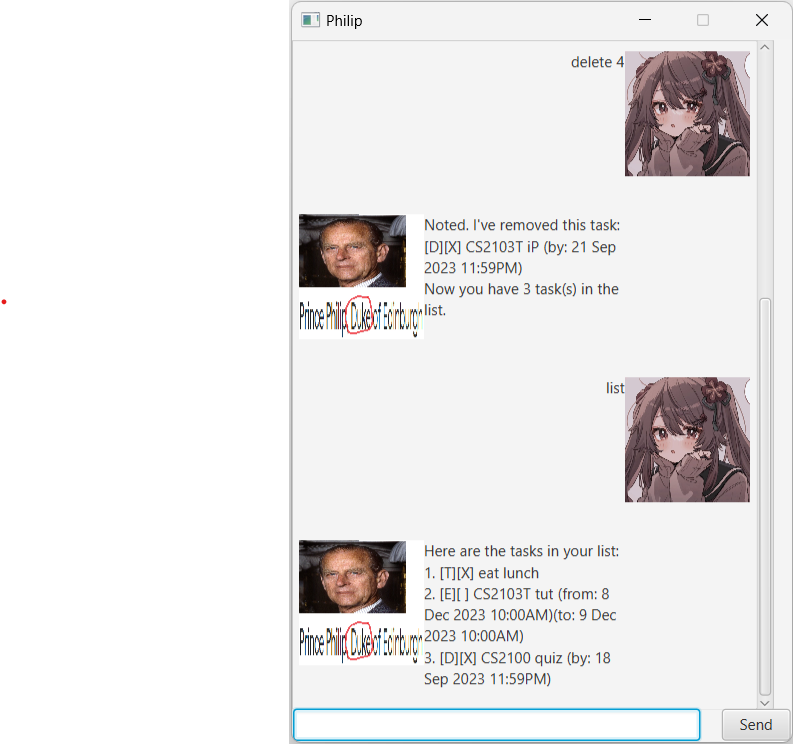 Philip
delete 4
Noted. I've removed this task:
[D][X] CS2103T iP (by: 21 Sep
2023 11:59PM)
Now you have 3 task(s) in the
list.
Prince Philip Duke of Edinburgh
list
Here are the tasks in your list:
1. [T][X] eat lunch
2. [E][ ] CS2103T tut (from: 8
Dec 2023 10:00AM)(to: 9 Dec
2023 10:00AM)
3. [D][X] CS2100 quiz (by: 18
Sep 2023 11:59PM)
Prince Philip Duke of Edinburgh
Send